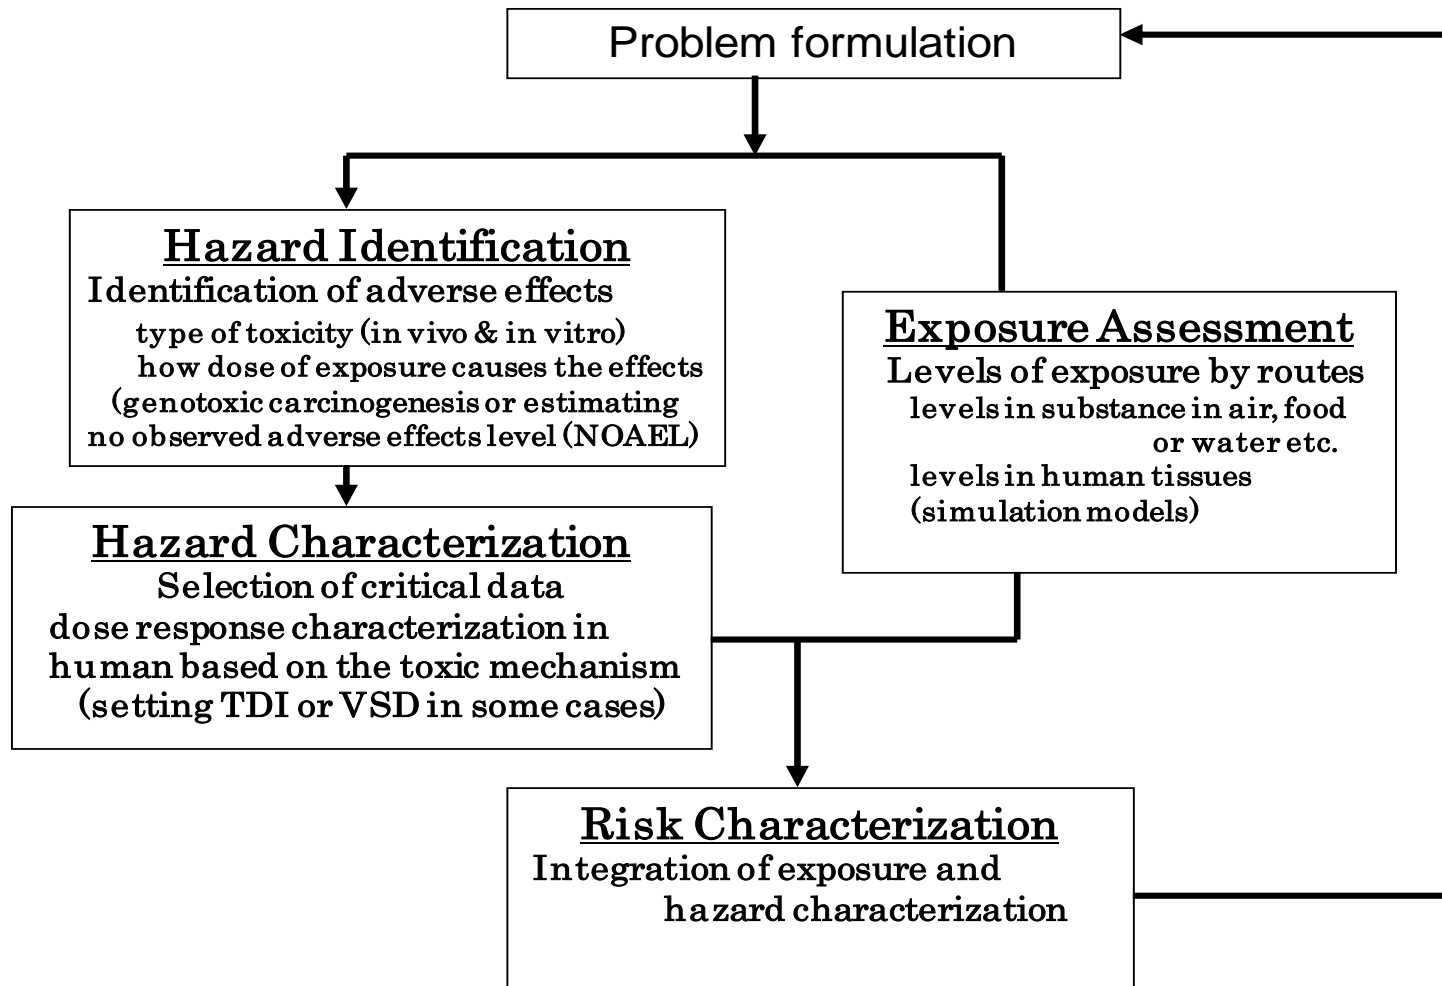 Problem formulation
Hazard Identification
Identification of adverse effects
type of toxicity (in vivo & in vitro)
how dose of exposure causes the effects
(genotoxic carcinogenesis or estimating
no observed adverse effects level (NOAEL)
Exposure Assessment
Levels of exposure by routes
levels in substance in air, food
or water etc.
levels in human tissues
(simulation models)
Hazard Characterization
Selection of critical data
dose response characterization in
human based on the toxic mechanism
(setting TDI or VSD in some cases)
Risk Characterization
Integration of exposure and
hazard characterization